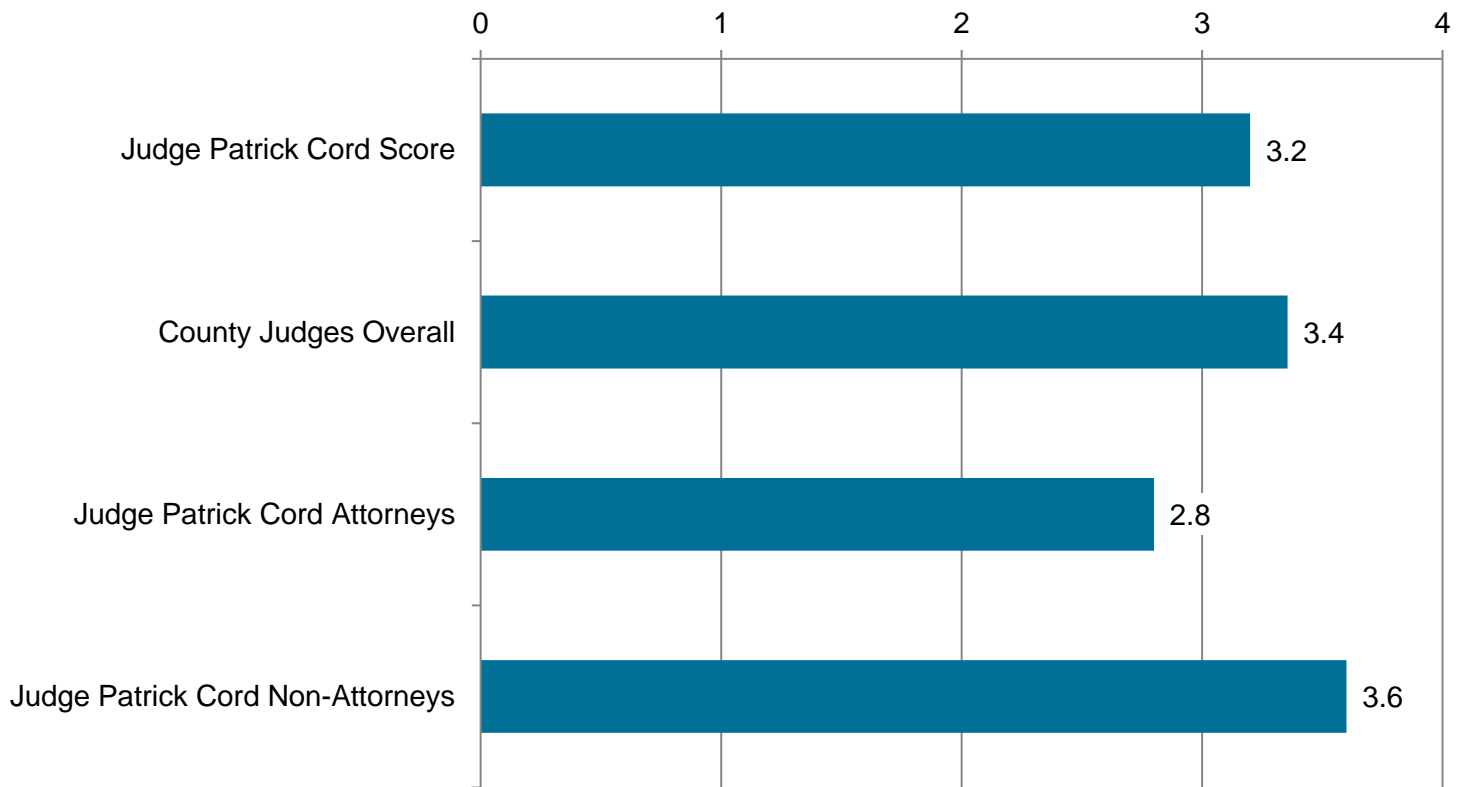 0 1 2 3 4
Judge Patrick Cord Score 3.2
County Judges Overall 3.4
Judge Patrick Cord Attorneys 2.8
Judge Patrick Cord Non-Attorneys 3.6